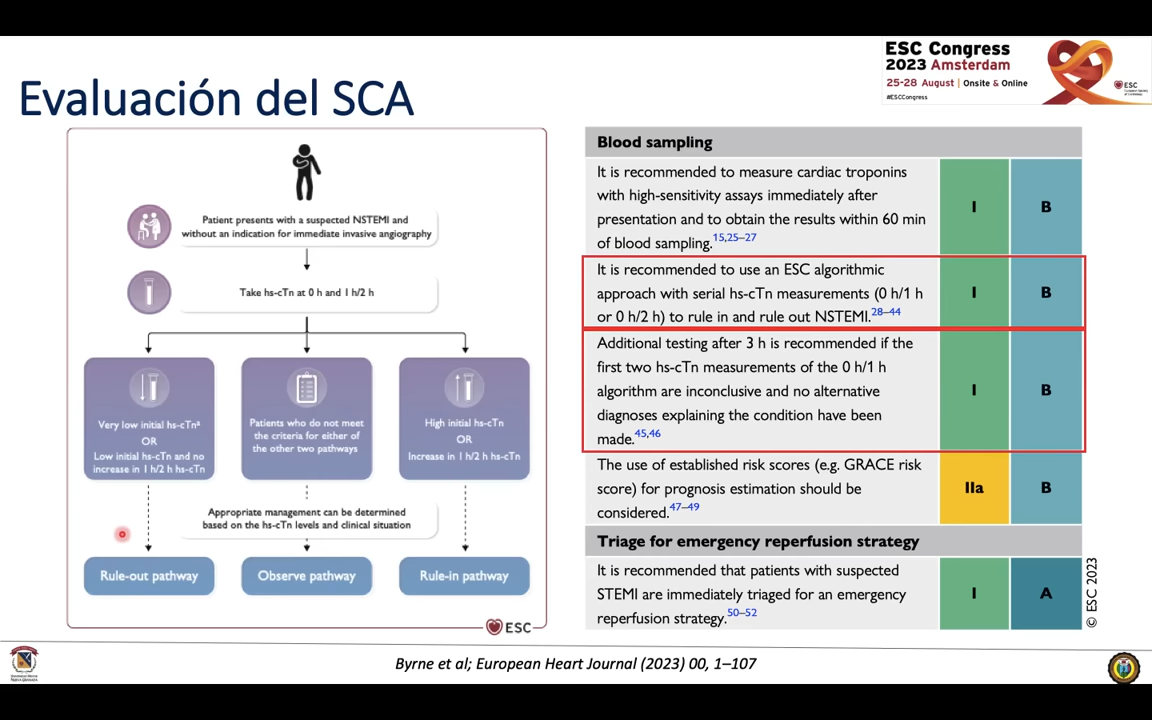 ESC Congress
2023 Amsterdam
25-28 August | Onsite & Online
#ESCCongress
ESC
Evaluación del SCA
Patient presents with a suspected NSTEMI and
without an indication for immediate invasive angiography
Take hs-cTn at 0 h and 1 h/2 h
Very low initial hs-cTnᵃ
OR
Low initial hs-cTn and no
increase in 1 h/2 h hs-cTn
Patients who do not meet
the criteria for either of
the other two pathways
High initial hs-cTn
OR
Increase in 1 h/2 h hs-cTn
Appropriate management can be determined
based on the hs-cTn levels and clinical situation
Rule-out pathway
Observe pathway
Rule-in pathway
ESC
Blood sampling
It is recommended to measure cardiac troponins
with high-sensitivity assays immediately after
presentation and to obtain the results within 60 min
of blood sampling.15,25–27
I
B
It is recommended to use an ESC algorithmic
approach with serial hs-cTn measurements (0 h/1 h
or 0 h/2 h) to rule in and rule out NSTEMI.28–44
I
B
Additional testing after 3 h is recommended if the
first two hs-cTn measurements of the 0 h/1 h
algorithm are inconclusive and no alternative
diagnoses explaining the condition have been
made.45,46
I
B
The use of established risk scores (e.g. GRACE risk
score) for prognosis estimation should be
considered.47–49
IIa
B
Triage for emergency reperfusion strategy
It is recommended that patients with suspected
STEMI are immediately triaged for an emergency
reperfusion strategy.50–52
I
A
© ESC 2023
Byrne et al; European Heart Journal (2023) 00, 1–107